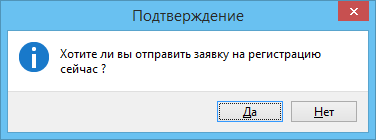 Подтверждение
Хотите ли вы отправить заявку на регистрацию
сейчас ?
Да
Нет